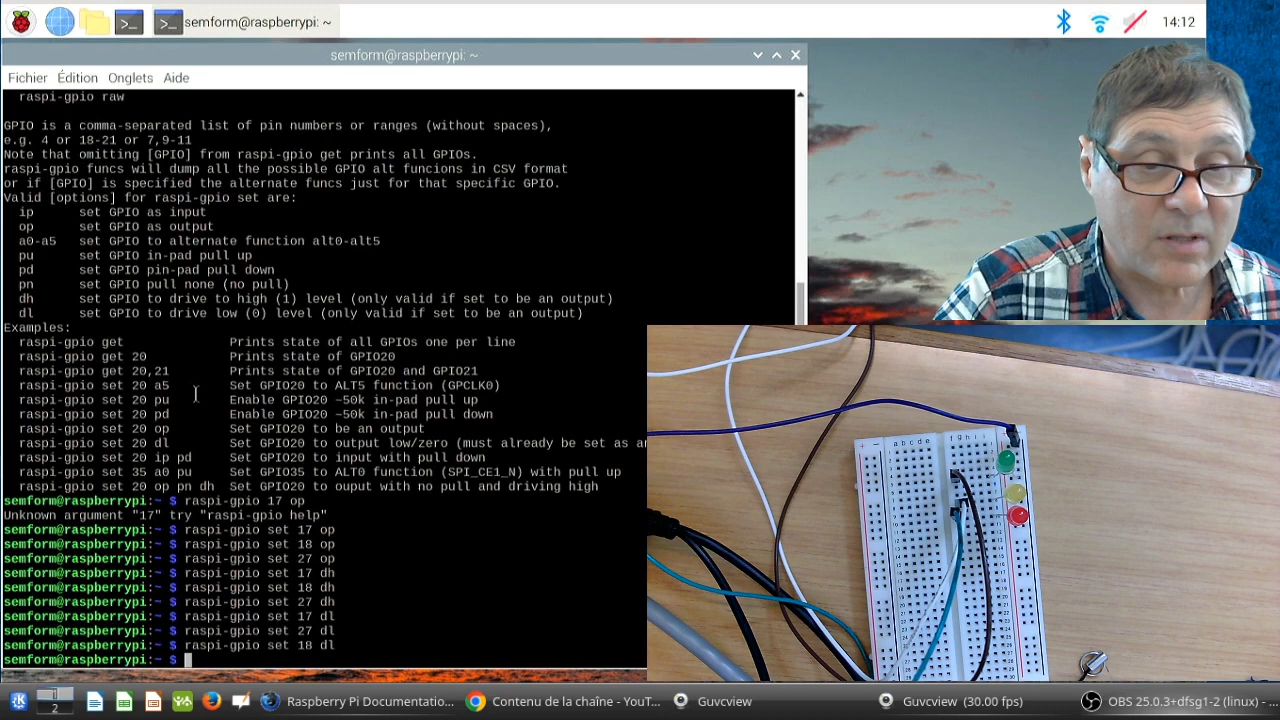 semform@raspberrypi: ~
14:12
semform@raspberrypi: ~
Fichier Édition Onglets Aide
raspi-gpio raw
GPIO is a comma-separated list of pin numbers or ranges (without spaces),
e.g. 4 or 18-21 or 7,9-11
Note that omitting [GPIO] from raspi-gpio get prints all GPIOs.
raspi-gpio funcs will dump all the possible GPIO alt funcions in CSV format
or if [GPIO] is specified the alternate funcs just for that specific GPIO.
Valid [options] for raspi-gpio set are:
ip set GPIO as input
op set GPIO as output
a0-a5 set GPIO to alternate function alt0-alt5
pu set GPIO in-pad pull up
pd set GPIO pin-pad pull down
pn set GPIO pull none (no pull)
dh set GPIO to drive to high (1) level (only valid if set to be an output)
dl set GPIO to drive low (0) level (only valid if set to be an output)
Examples:
raspi-gpio get Prints state of all GPIOs one per line
raspi-gpio get 20 Prints state of GPIO20
raspi-gpio get 20,21 Prints state of GPIO20 and GPIO21
raspi-gpio set 20 a5 Set GPIO20 to ALT5 function (GPCLK0)
raspi-gpio set 20 pu Enable GPIO20 ~50k in-pad pull up
raspi-gpio set 20 pd Enable GPIO20 ~50k in-pad pull down
raspi-gpio set 20 op Set GPIO20 to be an output
raspi-gpio set 20 dl Set GPIO20 to output low/zero (must already be set as an
raspi-gpio set 20 ip pd Set GPIO20 to input with pull down
raspi-gpio set 35 a0 pu Set GPIO35 to ALT0 function (SPI_CE1_N) with pull up
raspi-gpio set 20 op pn dh Set GPIO20 to ouput with no pull and driving high
semform@raspberrypi:~ $ raspi-gpio 17 op
Unknown argument "17" try "raspi-gpio help"
semform@raspberrypi:~ $ raspi-gpio set 17 op
semform@raspberrypi:~ $ raspi-gpio set 18 op
semform@raspberrypi:~ $ raspi-gpio set 27 op
semform@raspberrypi:~ $ raspi-gpio set 17 dh
semform@raspberrypi:~ $ raspi-gpio set 18 dh
semform@raspberrypi:~ $ raspi-gpio set 27 dh
semform@raspberrypi:~ $ raspi-gpio set 17 dl
semform@raspberrypi:~ $ raspi-gpio set 27 dl
semform@raspberrypi:~ $ raspi-gpio set 18 dl
semform@raspberrypi:~ $
1
2
Raspberry Pi Documentatio...
Contenu de la chaîne - YouT...
Guvcview
Guvcview (30.00 fps)
OBS 25.0.3+dfsg1-2 (linux) - ...